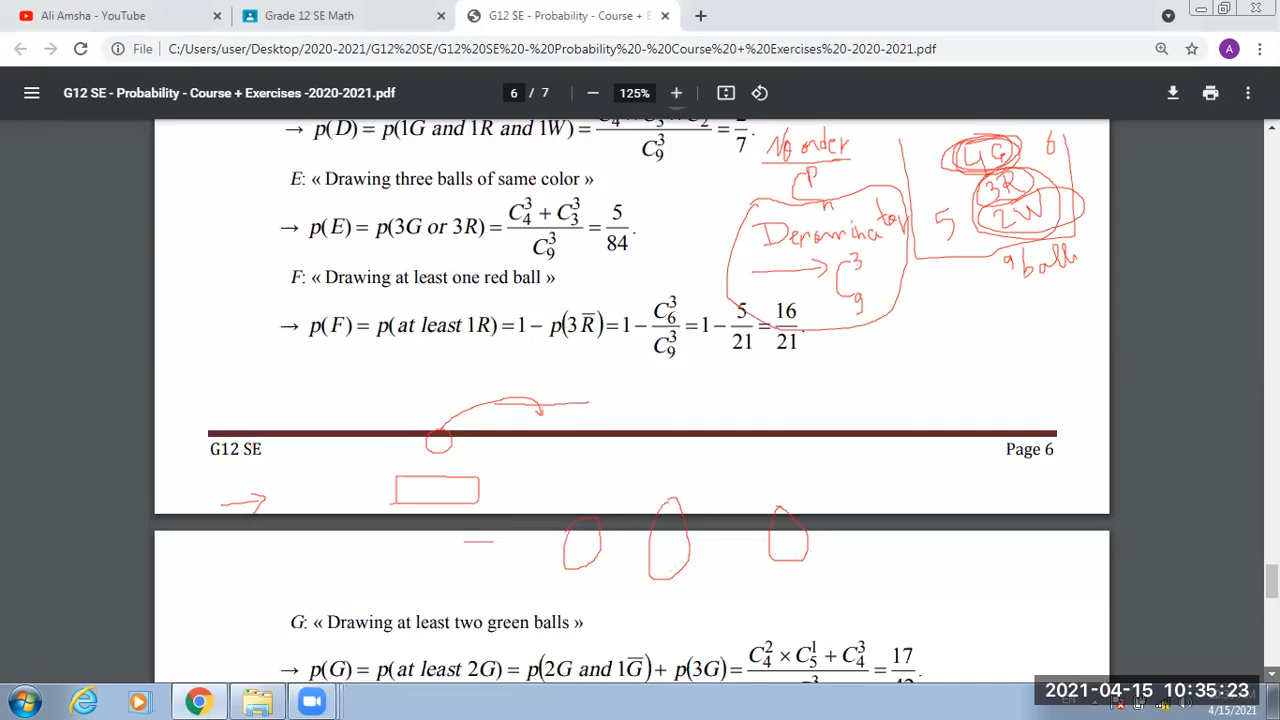 Ali Amsha - YouTube
Grade 12 SE Math
G12 SE - Probability - Course + E
File
C:/Users/user/Desktop/2020-2021/G12%20SE/G12%20SE%20-%20Probability%20-%20Course%20+%20Exercises%20-2020-2021.pdf
A
G12 SE - Probability - Course + Exercises -2020-2021.pdf
6 / 7
125%
→ p(D) = p(1G and 1R and 1W) = / C₉³ = 2/7.
E: « Drawing three balls of same color »
→ p(E) = p(3G or 3R) = (C₄³ + C₃³)/C₉³ = 5/84.
F: « Drawing at least one red ball »
→ p(F) = p(at least 1R) = 1 − p(3R̅) = 1 − C₆³/C₉³ = 1 − 5/21 = 16/21.
No order
C p n
Denominator
→ C₉³
4G 6
3R
5 2W
9 balls
G12 SE
Page 6
G: « Drawing at least two green balls »
→ p(G) = p(at least 2G) = p(2G and 1G̅) + p(3G) = C₄² × C₅¹ + C₄³ = 17
2021-04-15 10:35:23
4/15/2021